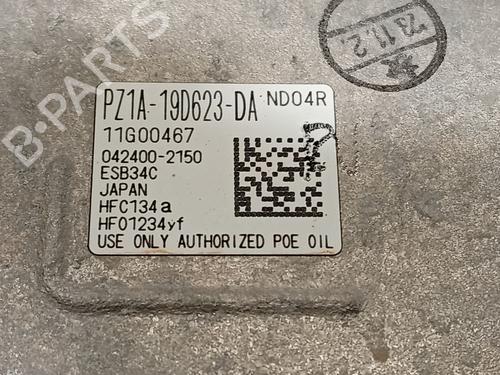 B-PARTS
23.11.2.
PZ1A-19D623-DA ND04R
11G00467
042400-2150
ESB34C
JAPAN
HFC134a
HFO1234yf
USE ONLY AUTHORIZED POE OIL